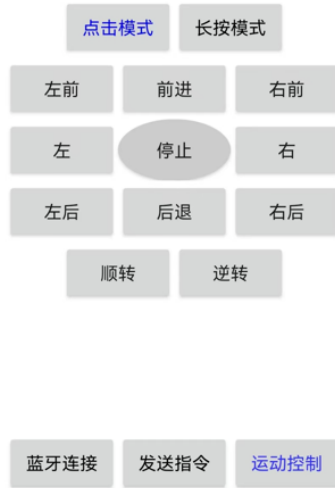 点击模式 长按模式
左前 前进 右前
左 停止 右
左后 后退 右后
顺转 逆转
蓝牙连接 发送指令 运动控制